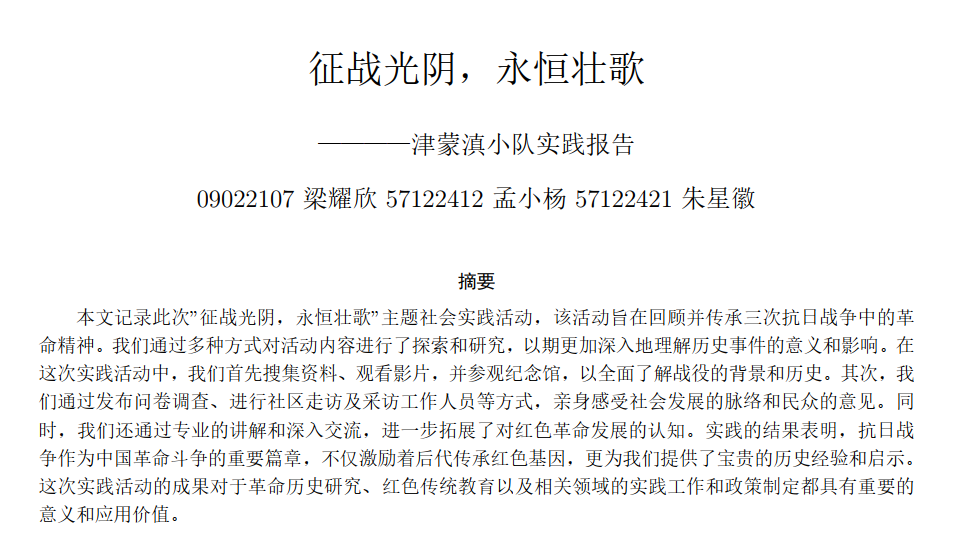 征战光阴，永恒壮歌
————津蒙滇小队实践报告
09022107 梁耀欣 57122412 孟小杨 57122421 朱星徽
摘要
本文记录此次”征战光阴，永恒壮歌”主题社会实践活动，该活动旨在回顾并传承三次抗日战争中的革
命精神。我们通过多种方式对活动内容进行了探索和研究，以期更加深入地理解历史事件的意义和影响。在
这次实践活动中，我们首先搜集资料、观看影片，并参观纪念馆，以全面了解战役的背景和历史。其次，我
们通过发布问卷调查、进行社区走访及采访工作人员等方式，亲身感受社会发展的脉络和民众的意见。同
时，我们还通过专业的讲解和深入交流，进一步拓展了对红色革命发展的认知。实践的结果表明，抗日战
争作为中国革命斗争的重要篇章，不仅激励着后代传承红色基因，更为我们提供了宝贵的历史经验和启示。
这次实践活动的成果对于革命历史研究、红色传统教育以及相关领域的实践工作和政策制定都具有重要的
意义和应用价值。